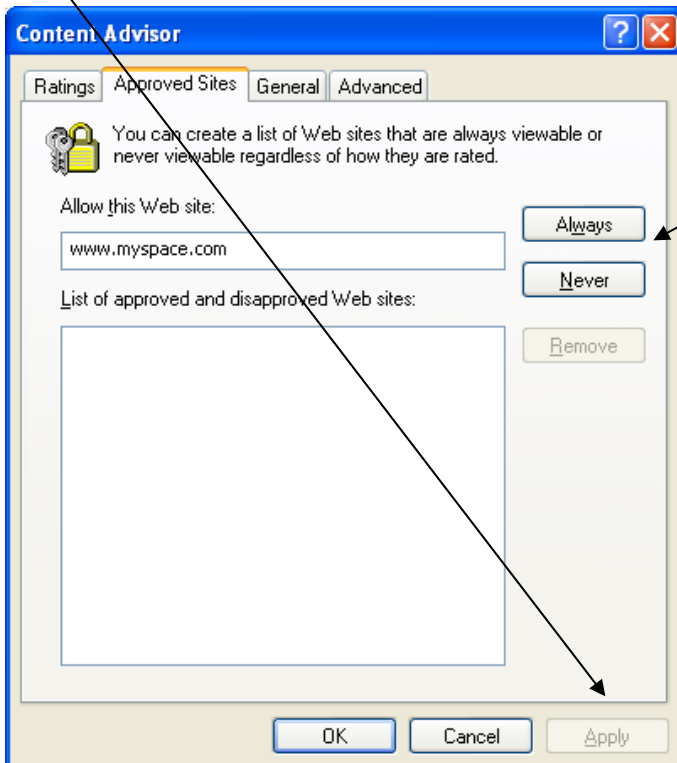 Content Advisor
Ratings Approved Sites General Advanced
You can create a list of Web sites that are always viewable or
never viewable regardless of how they are rated.
Allow this Web site:
Always
www.myspace.com
Never
List of approved and disapproved Web sites:
Remove
OK Cancel Apply